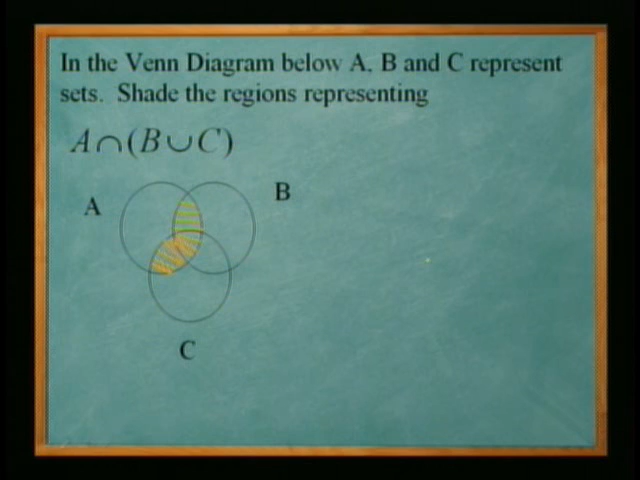 In the Venn Diagram below A, B and C represent
sets. Shade the regions representing
A∩(B∪C)
A
B
C